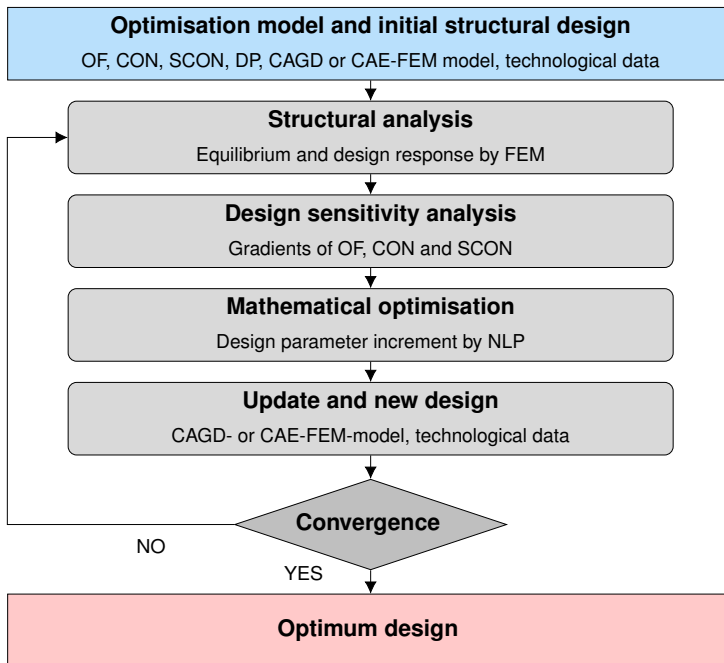 Optimisation model and initial structural design
OF, CON, SCON, DP, CAGD or CAE-FEM model, technological data
Structural analysis
Equilibrium and design response by FEM
Design sensitivity analysis
Gradients of OF, CON and SCON
Mathematical optimisation
Design parameter increment by NLP
Update and new design
CAGD- or CAE-FEM-model, technological data
Convergence
NO
YES
Optimum design